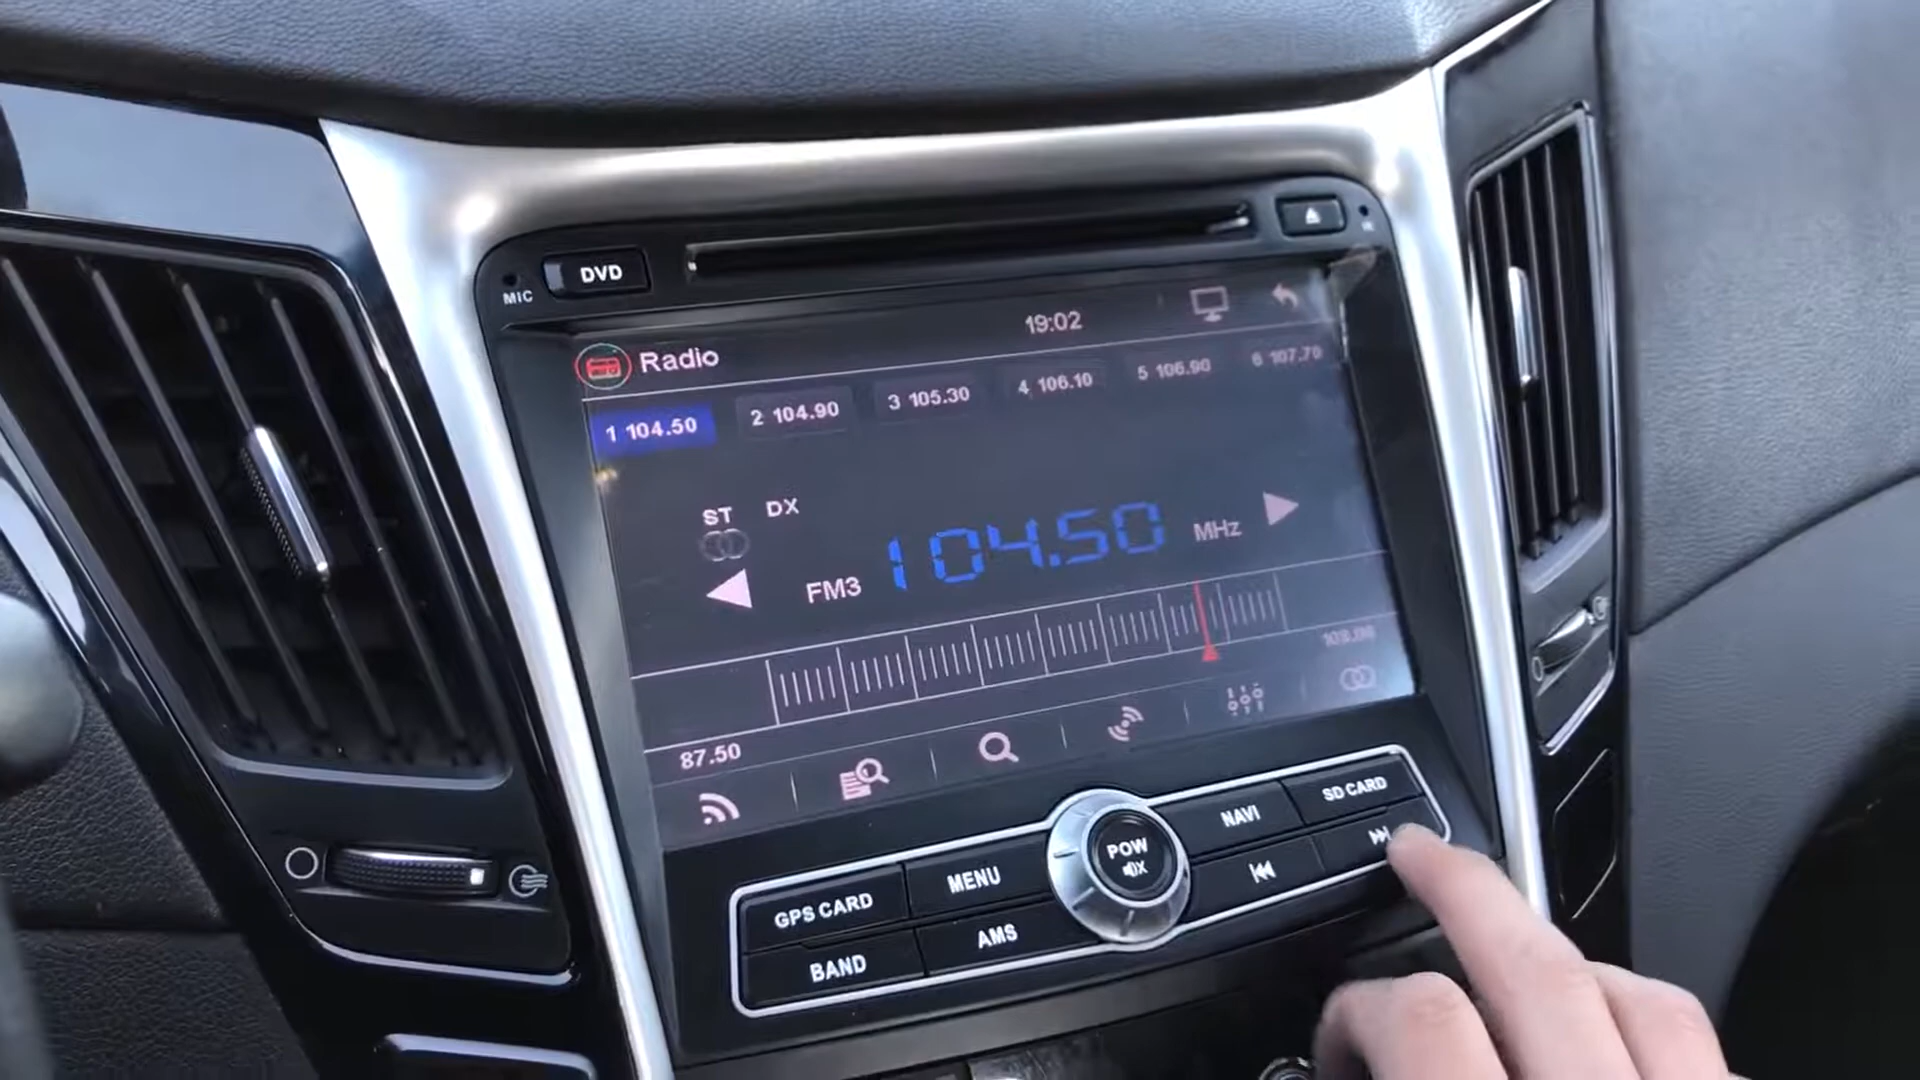 MIC DVD
19:02
Radio
1 104.50 2 104.90 3 105.30 4 106.10 5 106.90 6 107.70
ST DX
FM3 104.50 MHz
87.50 108.00
GPS CARD MENU POW NAVI SD CARD
BAND AMS